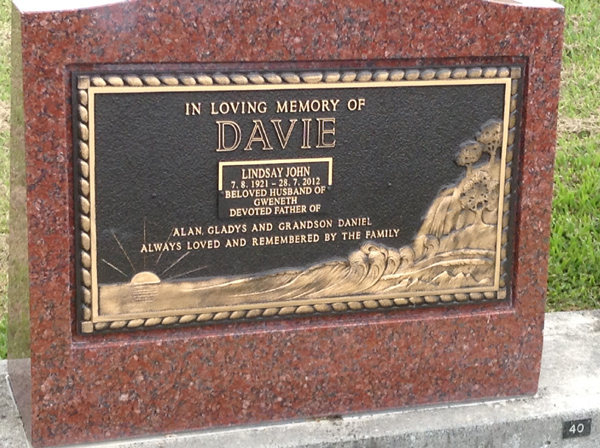 IN LOVING MEMORY OF
DAVIE
LINDSAY JOHN
7. 8. 1921 - 28. 7. 2012
BELOVED HUSBAND OF
GWENETH
DEVOTED FATHER OF
ALAN, GLADYS AND GRANDSON DANIEL
ALWAYS LOVED AND REMEMBERED BY THE FAMILY
40